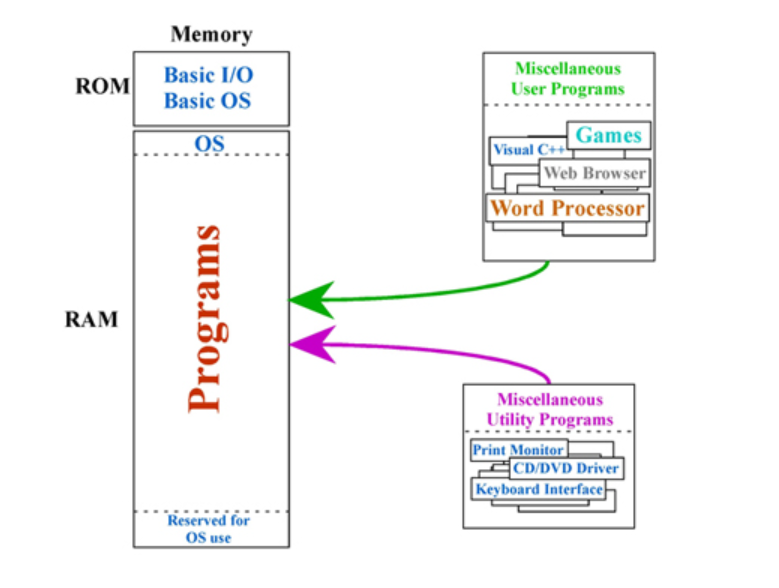 Memory
ROM
Basic I/O
Basic OS
OS
Programs
RAM
Reserved for
OS use
Miscellaneous
User Programs
Games
Visual C++
Web Browser
Word Processor
Miscellaneous
Utility Programs
Print Monitor
CD/DVD Driver
Keyboard Interface